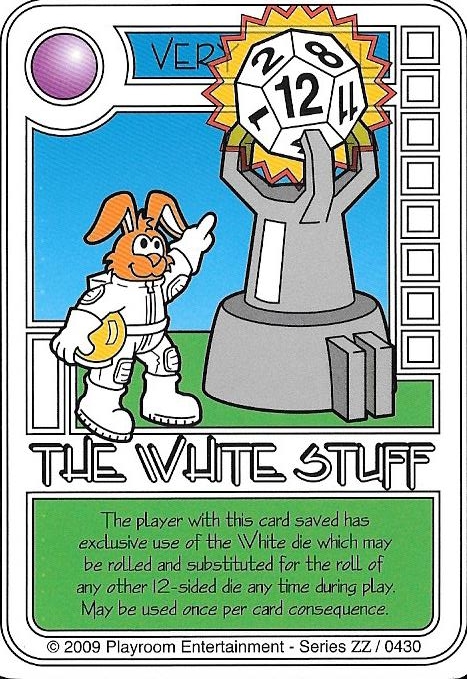 VERY
2 8
12
1 11
THE WHITE STUFF
The player with this card saved has
exclusive use of the White die which may
be rolled and substituted for the roll of
any other 12-sided die any time during play.
May be used once per card consequence.
© 2009 Playroom Entertainment - Series ZZ / 0430